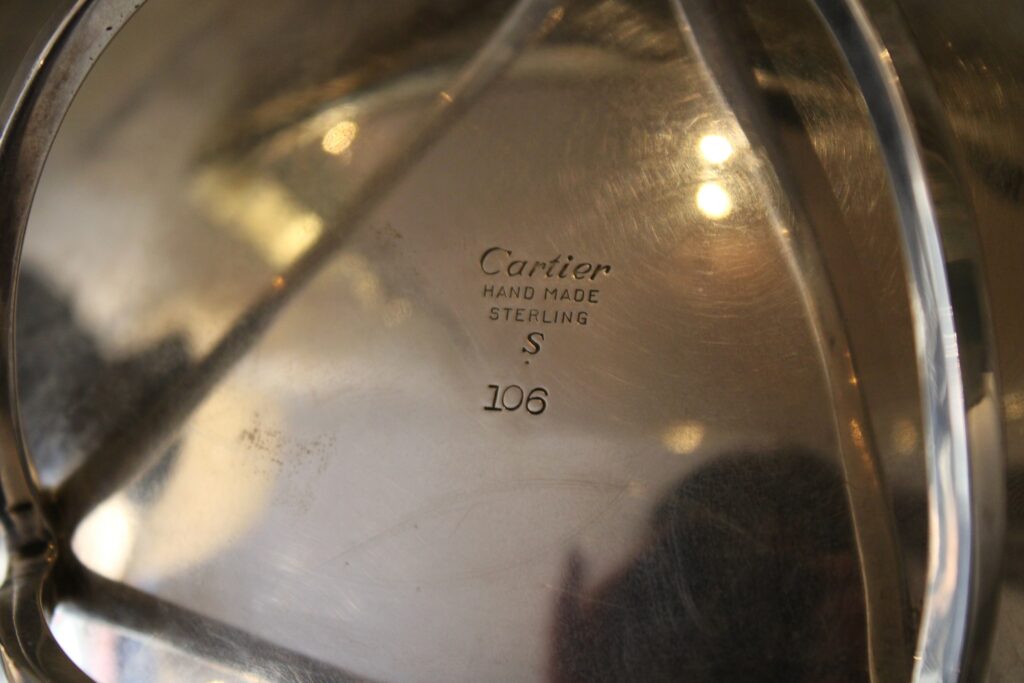 Cartier
HAND MADE
STERLING
S
106